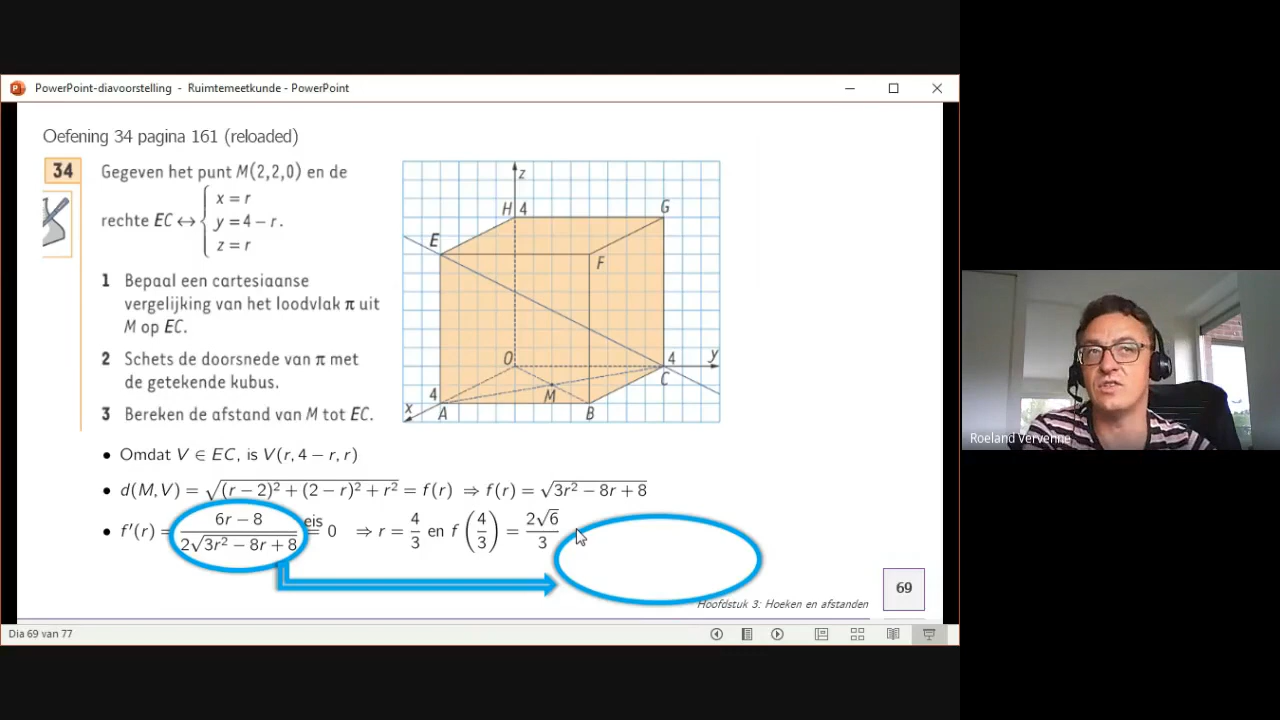 PowerPoint-diavoorstelling - Ruimtemeetkunde - PowerPoint
Oefening 34 pagina 161 (reloaded)
34
Gegeven het punt M(2,2,0) en de
rechte EC ↔ { x = r
y = 4 – r .
z = r
1 Bepaal een cartesiaanse
vergelijking van het loodvlak π uit
M op EC.
2 Schets de doorsnede van π met
de getekende kubus.
3 Bereken de afstand van M tot EC.
z
H 4
G
E
F
O
4
y
C
4
M
x
A
B
• Omdat V ∈ EC, is V(r, 4 − r, r)
• d(M, V) = √((r − 2)² + (2 − r)² + r²) = f(r) ⇒ f(r) = √(3r² − 8r + 8)
• f′(r) = (6r − 8)/(2√(3r² − 8r + 8)) eis = 0 ⇒ r = 4/3 en f(4/3) = 2√6/3
69
Hoofdstuk 3: Hoeken en afstanden
Dia 69 van 77
Roeland Vervenne